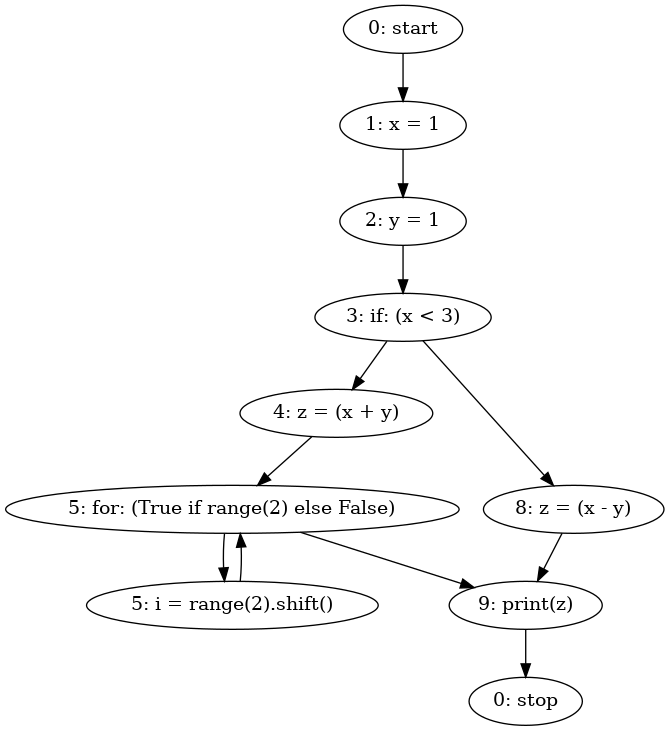 0: start
1: x = 1
2: y = 1
3: if: (x < 3)
4: z = (x + y)
5: for: (True if range(2) else False)
8: z = (x - y)
5: i = range(2).shift()
9: print(z)
0: stop